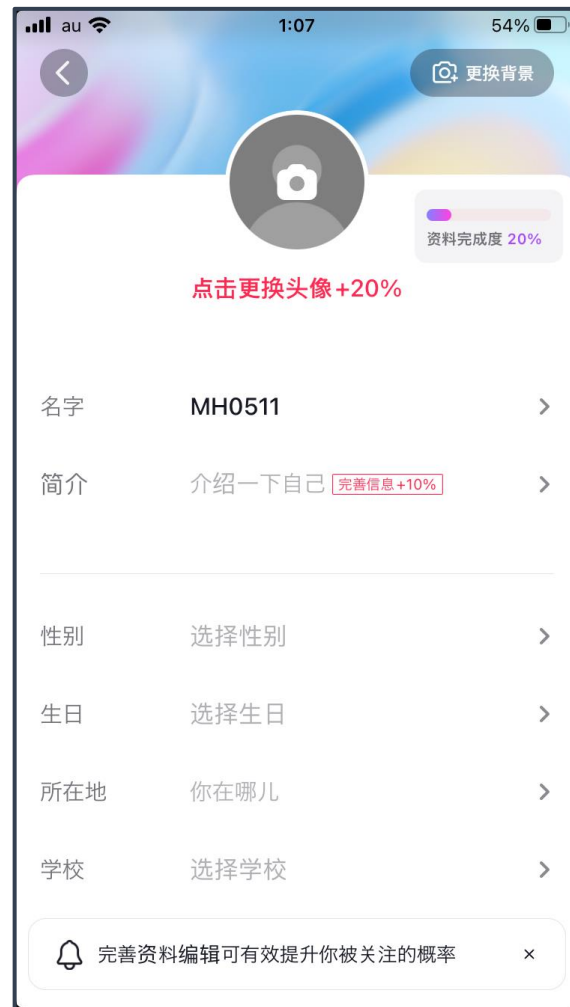 au 1:07 54%
更换背景
资料完成度 20%
点击更换头像+20%
名字 MH0511
简介 介绍一下自己 完善信息+10%
性别 选择性别
生日 选择生日
所在地 你在哪儿
学校 选择学校
完善资料编辑可有效提升你被关注的概率 ×